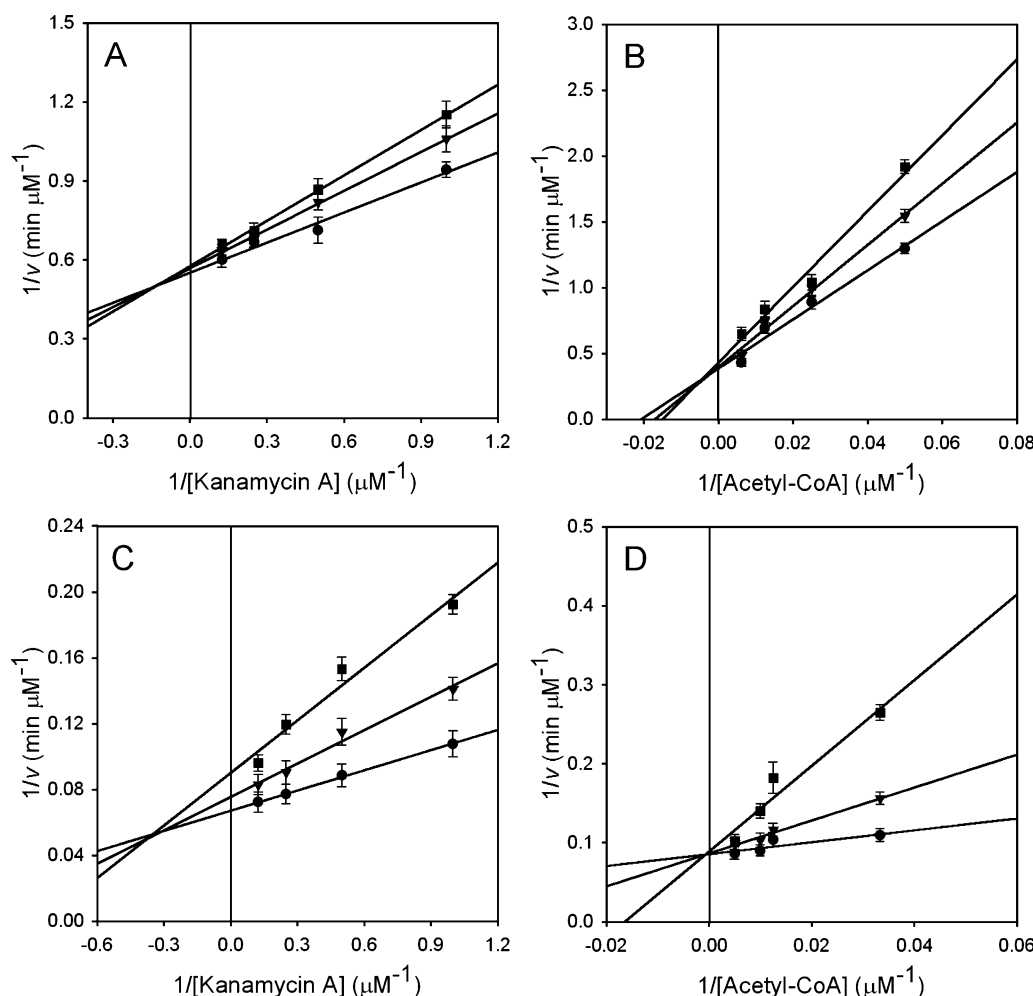 A
1.5
1.2
0.9
0.6
0.3
0.0
1/v (min μM⁻¹)
-0.3 0.0 0.3 0.6 0.9 1.2
1/[Kanamycin A] (μM⁻¹)
B
3.0
2.5
2.0
1.5
1.0
0.5
0.0
1/v (min μM⁻¹)
-0.02 0.00 0.02 0.04 0.06 0.08
1/[Acetyl-CoA] (μM⁻¹)
C
0.24
0.20
0.16
0.12
0.08
0.04
0.00
1/v (min μM⁻¹)
-0.6 -0.3 0.0 0.3 0.6 0.9 1.2
1/[Kanamycin A] (μM⁻¹)
D
0.5
0.4
0.3
0.2
0.1
0.0
1/v (min μM⁻¹)
-0.02 0.00 0.02 0.04 0.06
1/[Acetyl-CoA] (μM⁻¹)